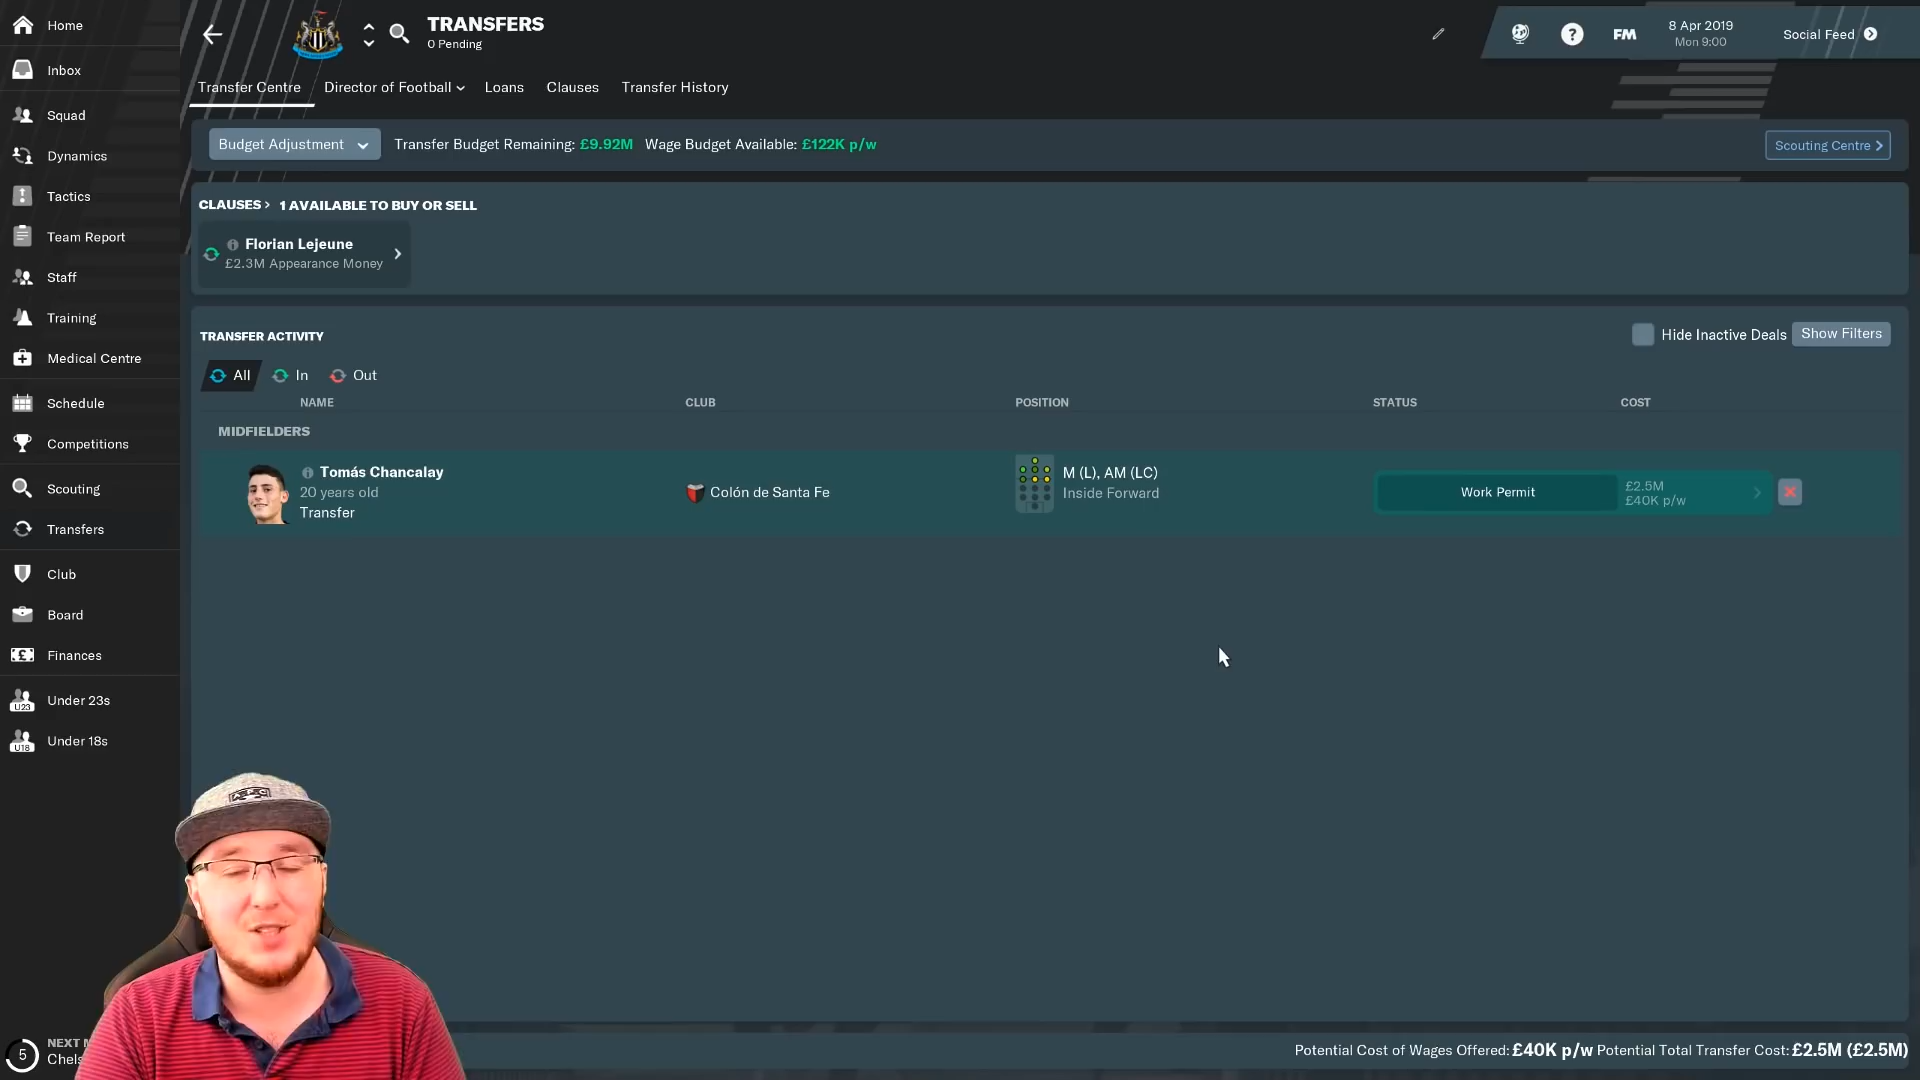 Home
Inbox
Squad
Dynamics
Tactics
Team Report
Staff
Training
Medical Centre
Schedule
Competitions
Scouting
Transfers
Club
Board
Finances
U23
Under 23s
U18
Under 18s
5
NEXT
Chels
TRANSFERS
0 Pending
FM
8 Apr 2019
Mon 9:00
Social Feed
Transfer Centre
Director of Football
Loans
Clauses
Transfer History
Budget Adjustment
Transfer Budget Remaining: £9.92M Wage Budget Available: £122K p/w
Scouting Centre
CLAUSES > 1 AVAILABLE TO BUY OR SELL
Florian Lejeune
£2.3M Appearance Money
TRANSFER ACTIVITY
Hide Inactive Deals
Show Filters
All
In
Out
NAME
CLUB
POSITION
STATUS
COST
MIDFIELDERS
Tomás Chancalay
20 years old
Transfer
Colón de Santa Fe
M (L), AM (LC)
Inside Forward
Work Permit
£2.5M
£40K p/w
Potential Cost of Wages Offered: £40K p/w Potential Total Transfer Cost: £2.5M (£2.5M)